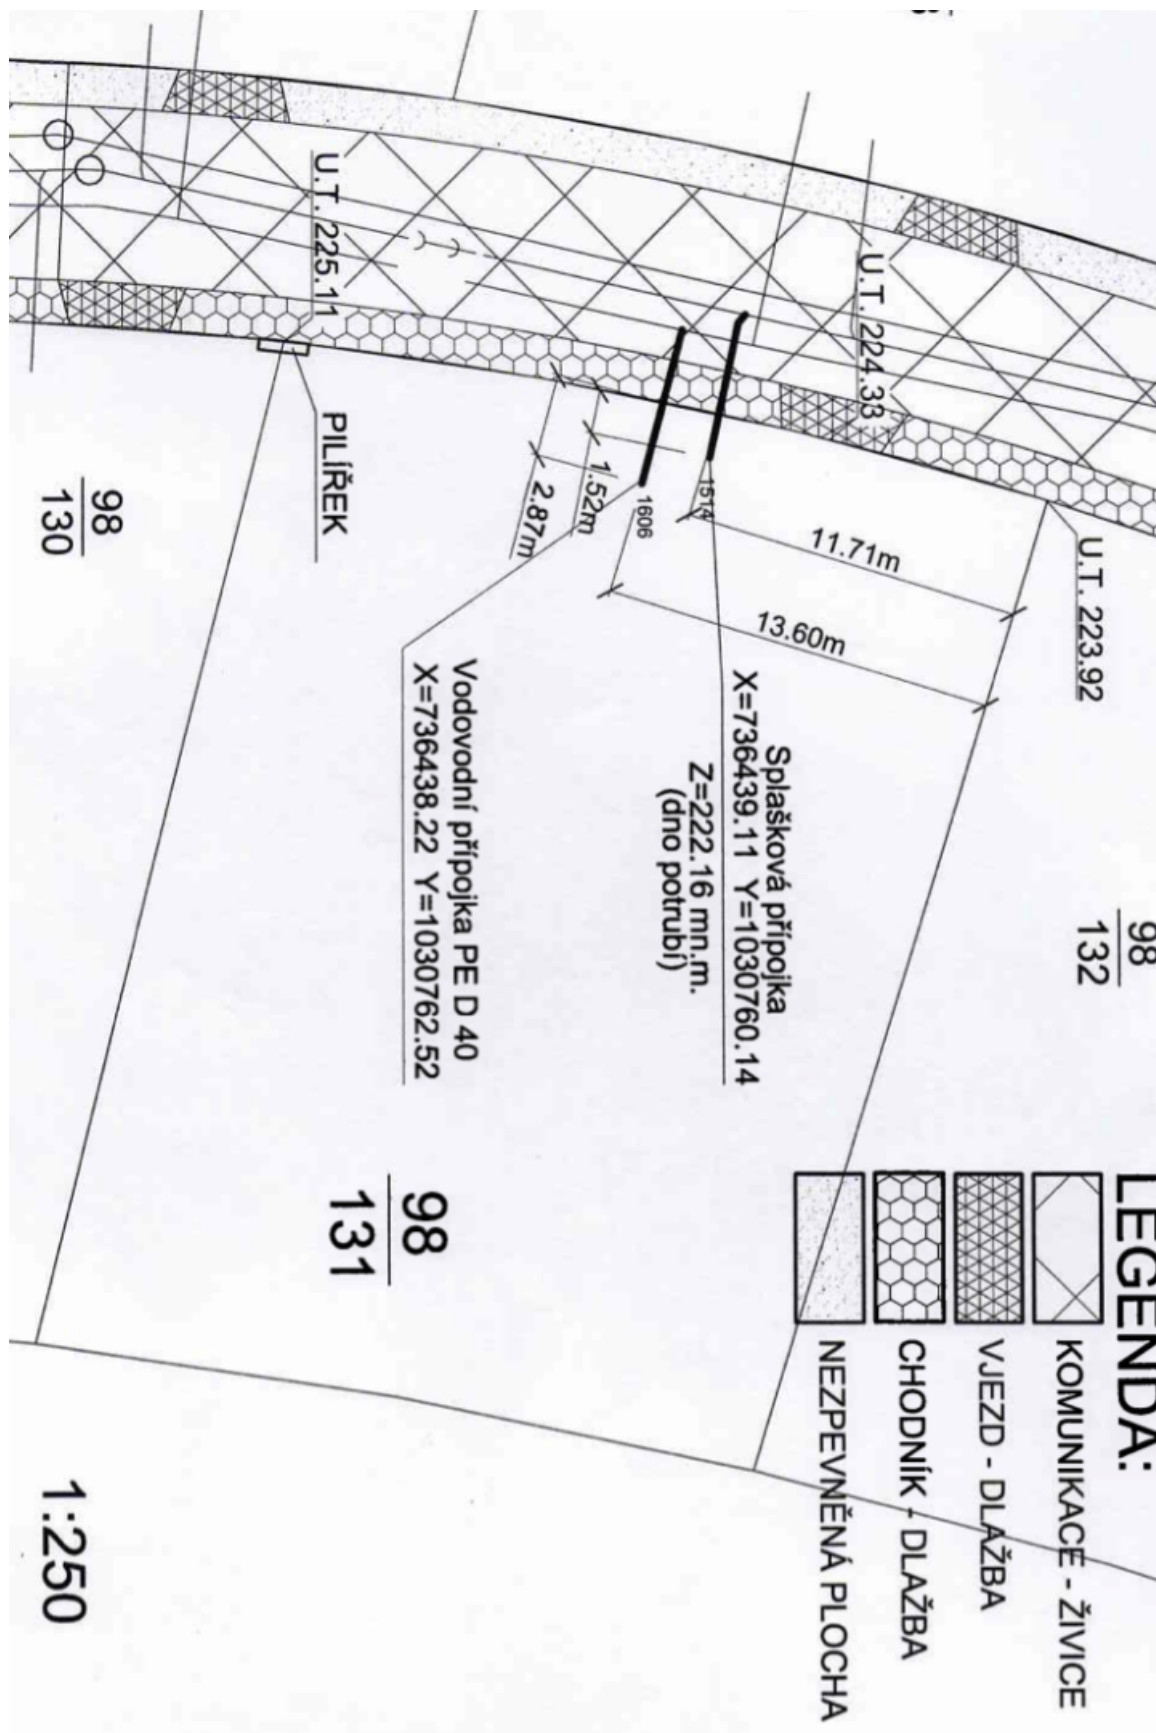 U.T. 225.11
U.T. 224.33
U.T. 223.92
PILÍŘEK
98
130
1.52m
2.87m
1606
1514
11.71m
13.60m
Splašková přípojka
X=736439.11 Y=1030760.14
Z=222.16 mn.m.
(dno potrubí)
Vodovodní přípojka PE D 40
X=736438.22 Y=1030762.52
98
132
98
131
LEGENDA:
KOMUNIKACE - ŽIVICE
VJEZD - DLAŽBA
CHODNÍK - DLAŽBA
NEZPEVNĚNÁ PLOCHA
1:250